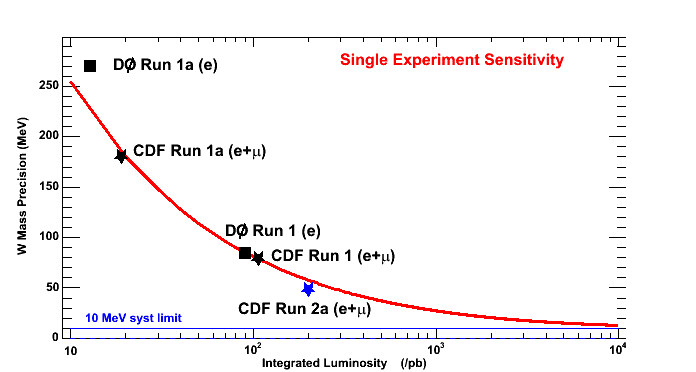 Single Experiment Sensitivity
DØ Run 1a (e)
CDF Run 1a (e+μ)
DØ Run 1 (e)
CDF Run 1 (e+μ)
CDF Run 2a (e+μ)
10 MeV syst limit
W Mass Precision (MeV)
250
200
150
100
50
0
10 10² 10³ 10⁴
Integrated Luminosity (/pb)